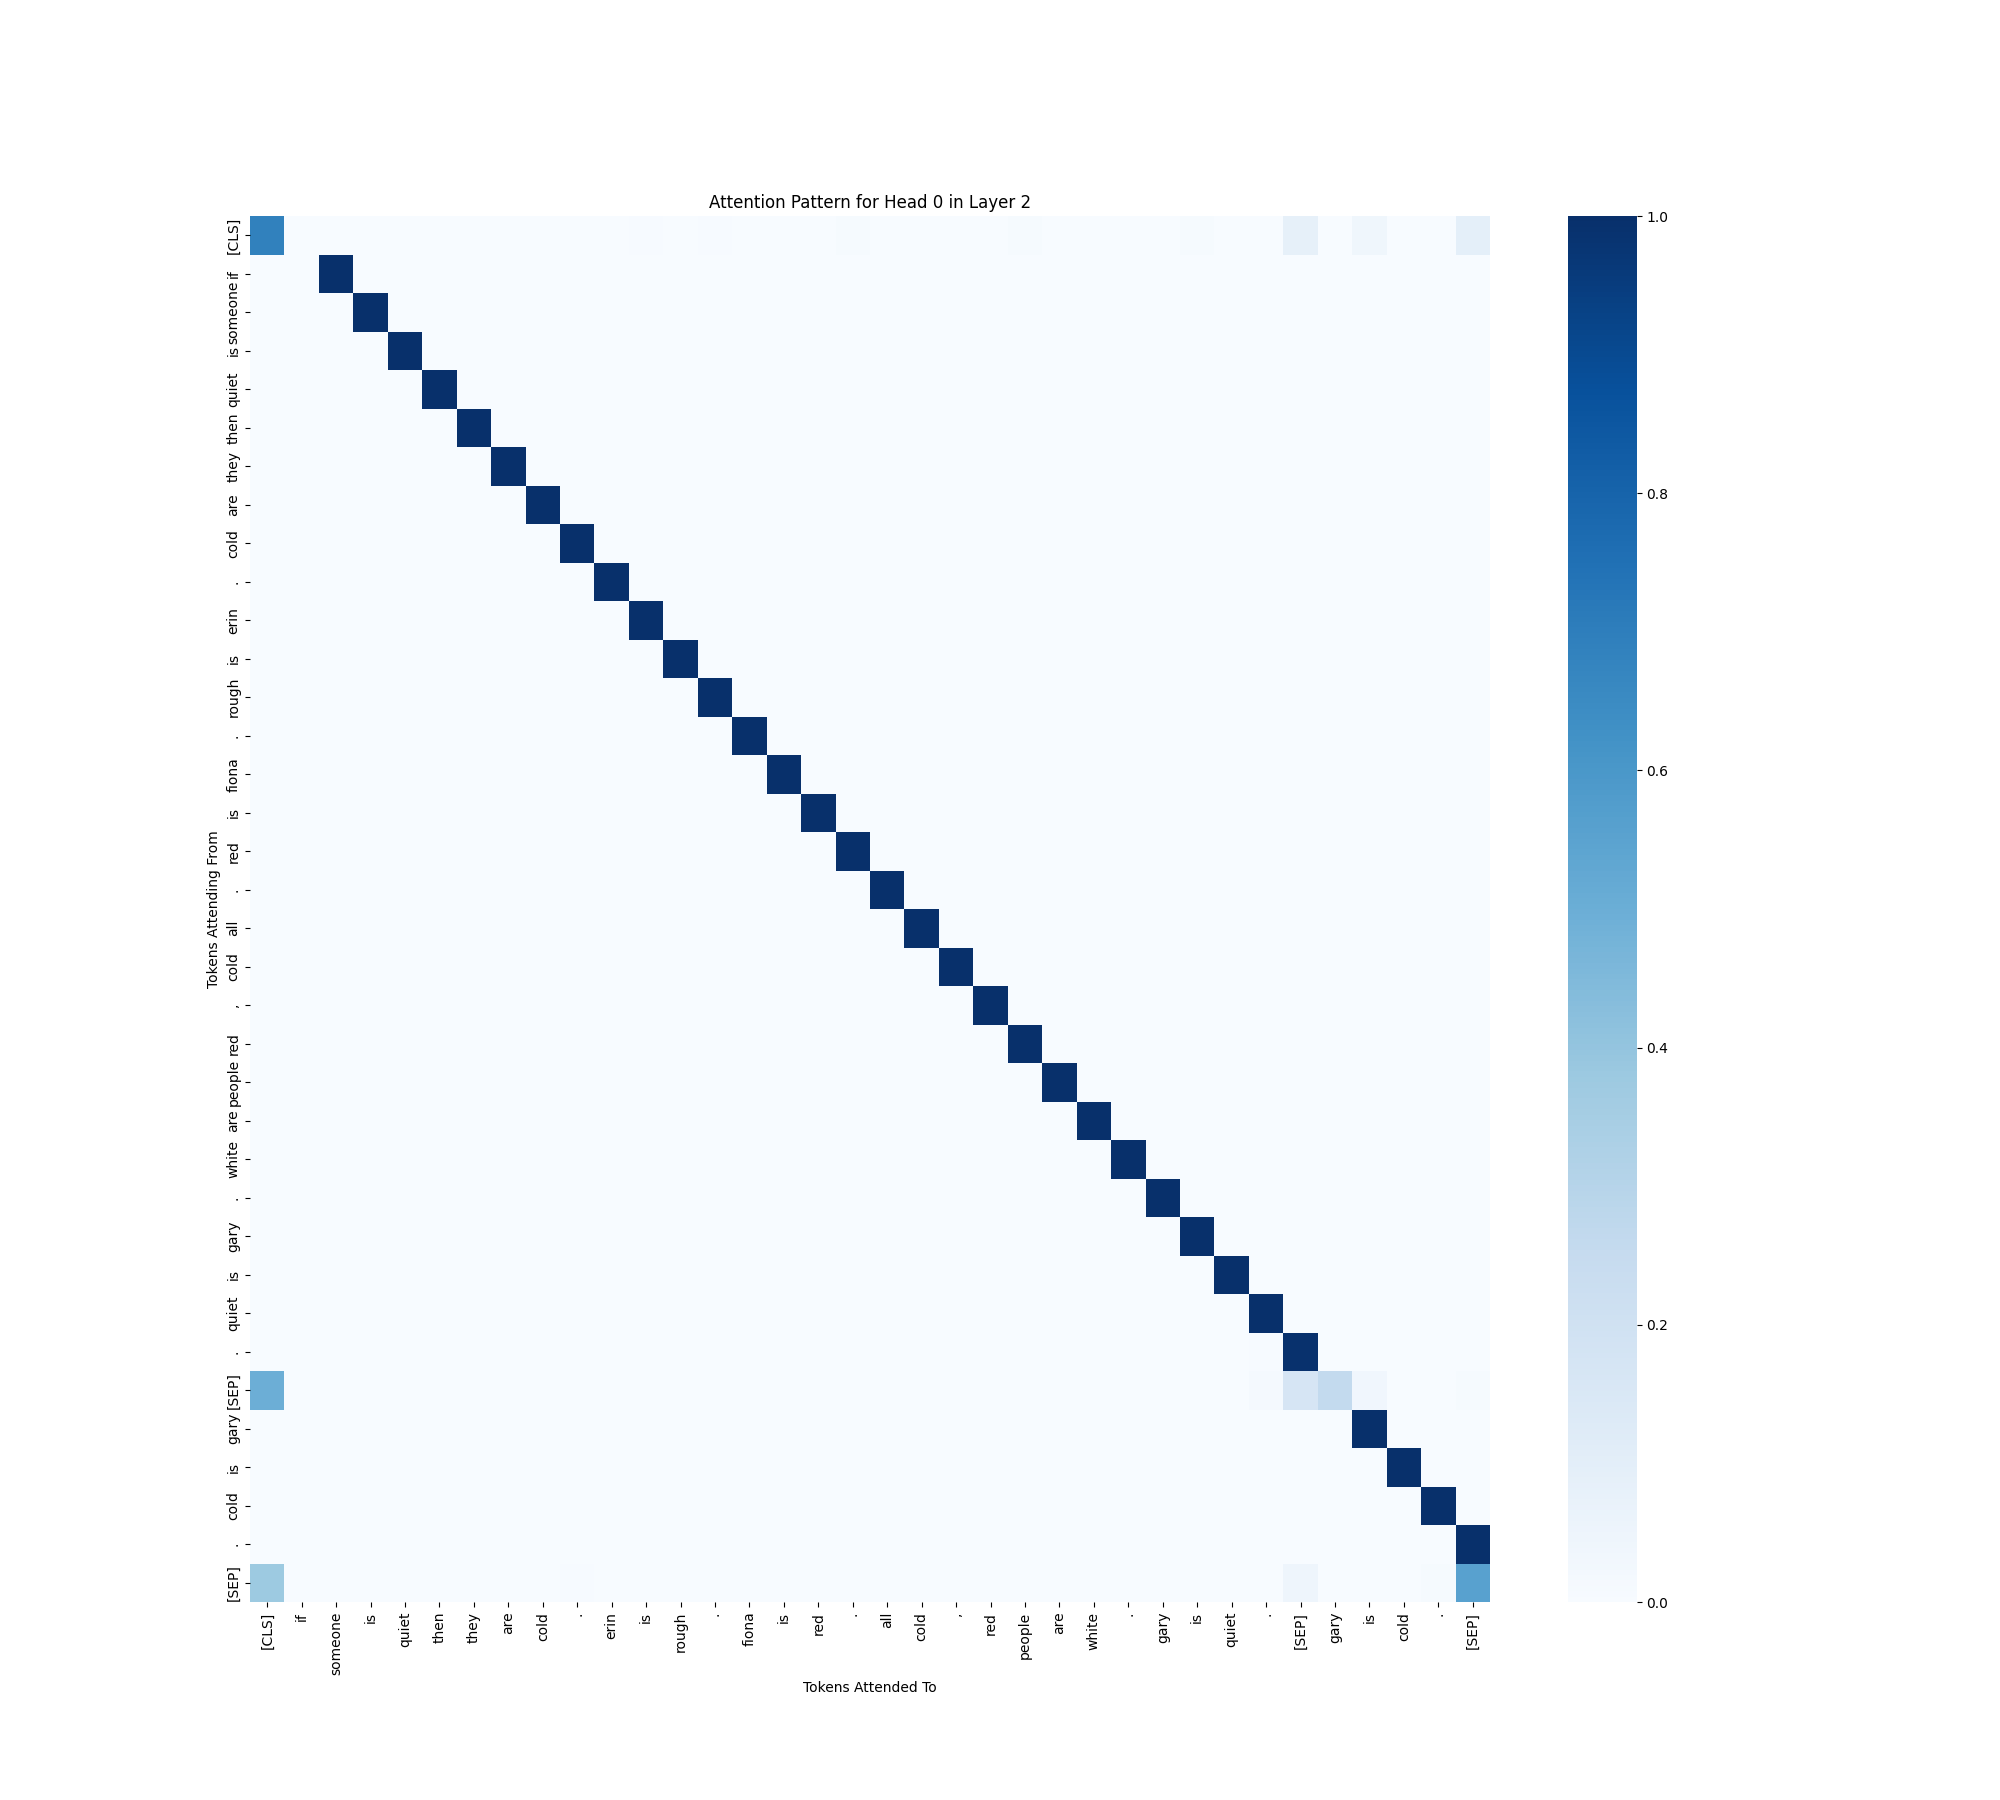 Attention Pattern for Head 0 in Layer 2
Tokens Attending From
[CLS]
if
someone
is
quiet
then
they
are
cold
.
erin
is
rough
.
fiona
is
red
.
all
cold
,
red
people
are
white
.
gary
is
quiet
.
[SEP]
gary
is
cold
.
[SEP]
[CLS] if someone is quiet then they are cold . erin is rough . fiona is red . all cold , red people are white . gary is quiet . [SEP] gary is cold . [SEP]
Tokens Attended To
1.0
0.8
0.6
0.4
0.2
0.0